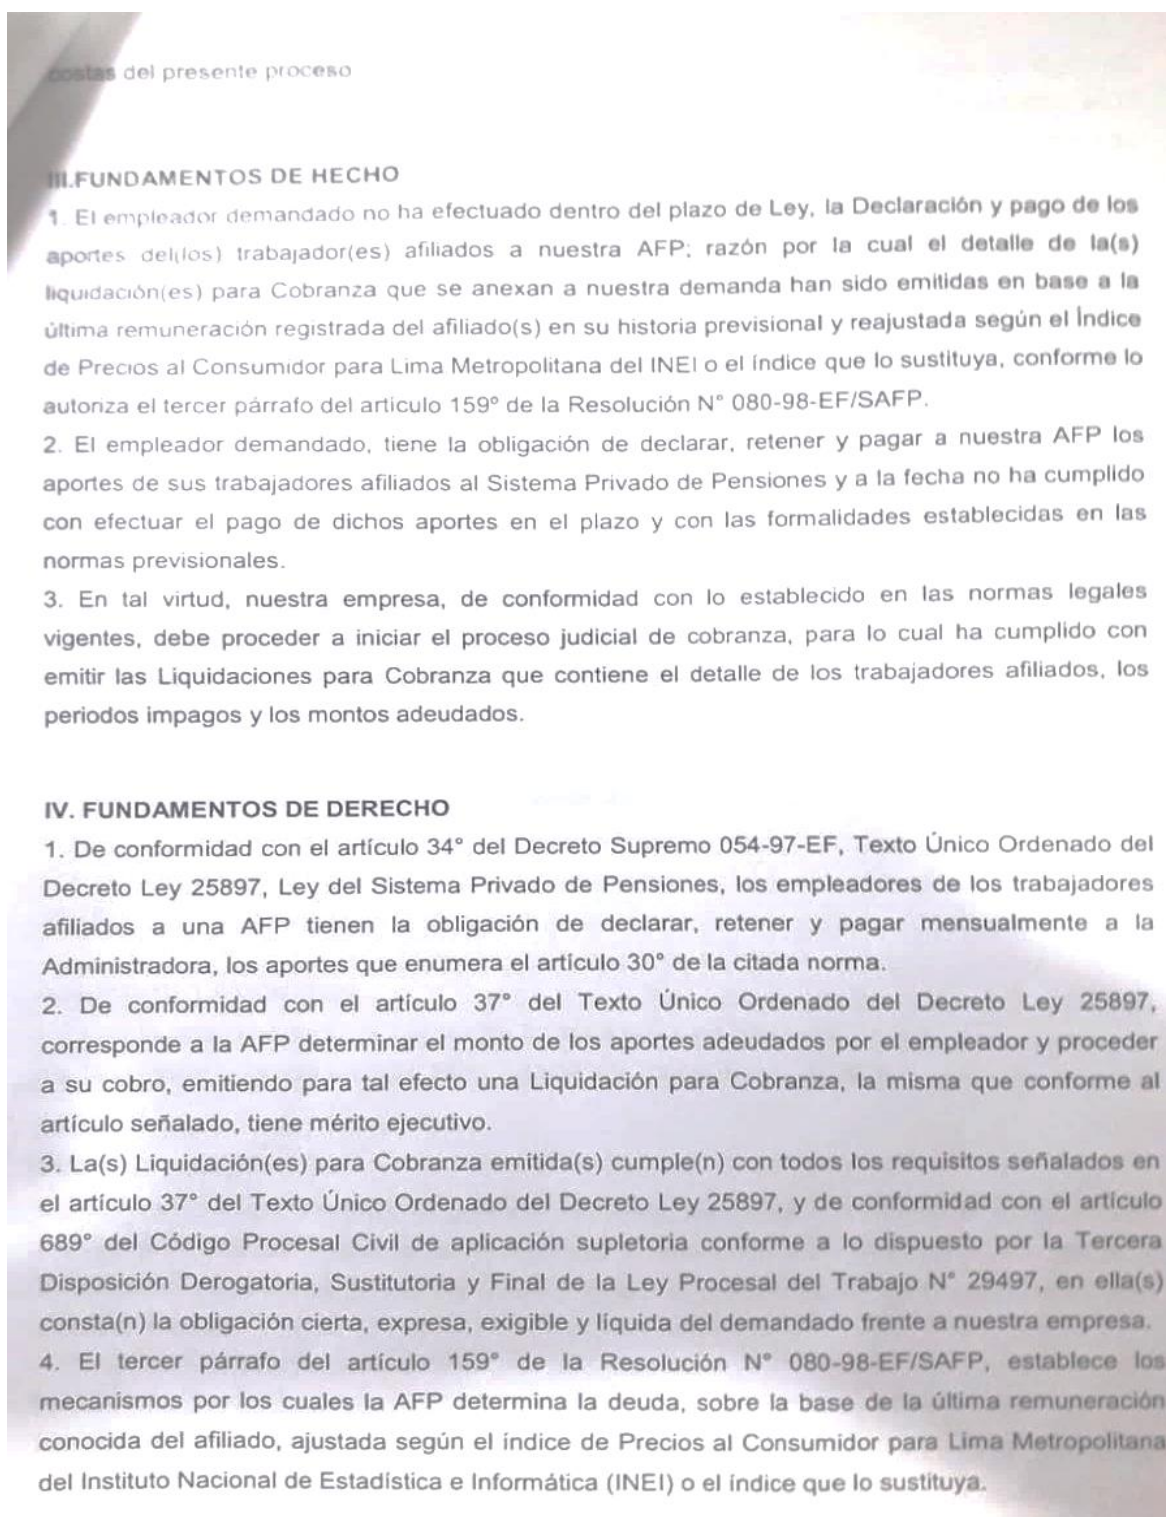 costas del presente proceso
III.FUNDAMENTOS DE HECHO
1. El empleador demandado no ha efectuado dentro del plazo de Ley, la Declaración y pago de los
aportes del(los) trabajador(es) afiliados a nuestra AFP; razón por la cual el detalle de la(s)
liquidación(es) para Cobranza que se anexan a nuestra demanda han sido emitidas en base a la
última remuneración registrada del afiliado(s) en su historia previsional y reajustada según el Índice
de Precios al Consumidor para Lima Metropolitana del INEI o el índice que lo sustituya, conforme lo
autoriza el tercer párrafo del articulo 159º de la Resolución N° 080-98-EF/SAFP.
2. El empleador demandado, tiene la obligación de declarar, retener y pagar a nuestra AFP los
aportes de sus trabajadores afiliados al Sistema Privado de Pensiones y a la fecha no ha cumplido
con efectuar el pago de dichos aportes en el plazo y con las formalidades establecidas en las
normas previsionales.
3. En tal virtud, nuestra empresa, de conformidad con lo establecido en las normas legales
vigentes, debe proceder a iniciar el proceso judicial de cobranza, para lo cual ha cumplido con
emitir las Liquidaciones para Cobranza que contiene el detalle de los trabajadores afiliados, los
periodos impagos y los montos adeudados.
IV. FUNDAMENTOS DE DERECHO
1. De conformidad con el artículo 34° del Decreto Supremo 054-97-EF, Texto Único Ordenado del
Decreto Ley 25897, Ley del Sistema Privado de Pensiones, los empleadores de los trabajadores
afiliados a una AFP tienen la obligación de declarar, retener y pagar mensualmente a la
Administradora, los aportes que enumera el artículo 30° de la citada norma.
2. De conformidad con el artículo 37° del Texto Único Ordenado del Decreto Ley 25897,
corresponde a la AFP determinar el monto de los aportes adeudados por el empleador y proceder
a su cobro, emitiendo para tal efecto una Liquidación para Cobranza, la misma que conforme al
artículo señalado, tiene mérito ejecutivo.
3. La(s) Liquidación(es) para Cobranza emitida(s) cumple(n) con todos los requisitos señalados en
el artículo 37° del Texto Único Ordenado del Decreto Ley 25897, y de conformidad con el artículo
689° del Código Procesal Civil de aplicación supletoria conforme a lo dispuesto por la Tercera
Disposición Derogatoria, Sustitutoria y Final de la Ley Procesal del Trabajo N° 29497, en ella(s)
consta(n) la obligación cierta, expresa, exigible y líquida del demandado frente a nuestra empresa.
4. El tercer párrafo del artículo 159° de la Resolución N° 080-98-EF/SAFP, establece los
mecanismos por los cuales la AFP determina la deuda, sobre la base de la última remuneración
conocida del afiliado, ajustada según el índice de Precios al Consumidor para Lima Metropolitana
del Instituto Nacional de Estadística e Informática (INEI) o el índice que lo sustituya.